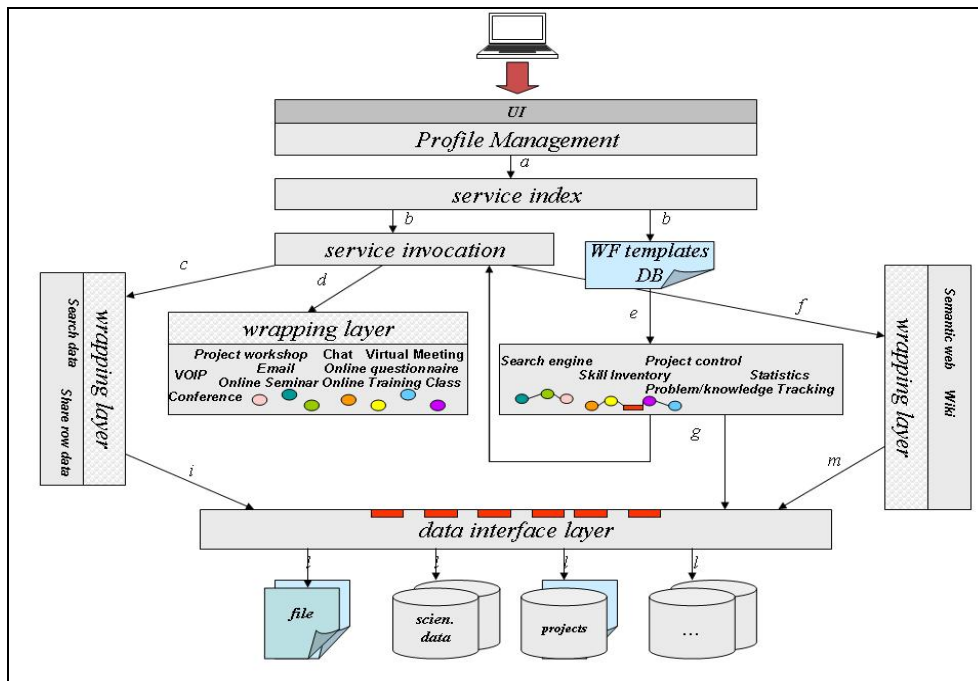 UI
Profile Management
a
service index
b
b
service invocation
WF templates
DB
c
d
e
f
wrapping layer
Search data
Share row data
wrapping layer
Project workshop Chat Virtual Meeting
Email Online questionnaire
VOIP
Online Seminar Online Training Class
Conference
Search engine Project control
Skill Inventory Statistics
Problem/knowledge Tracking
wrapping layer
Semantic web
Wiki
g
i
m
data interface layer
l
l
l
l
file
scien.
data
projects
...